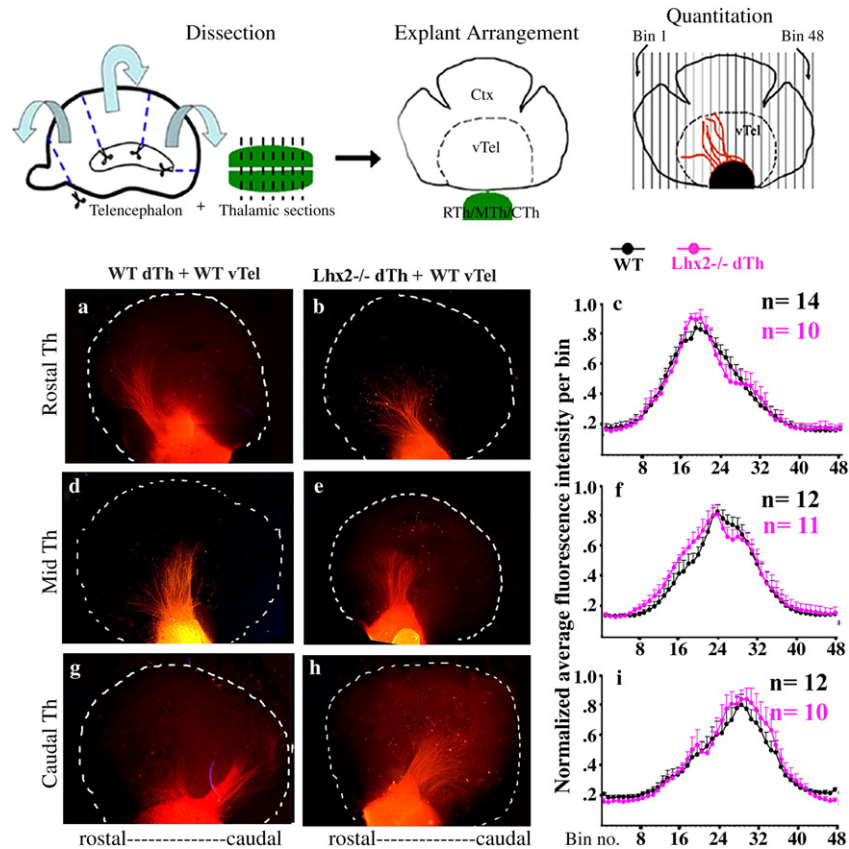 Dissection
Explant Arrangement
Quantitation
Bin 1
Bin 48
Ctx
vTel
vTel
Telencephalon + Thalamic sections
RTh/MTh/CTh
WT dTh + WT vTel
Lhx2-/- dTh + WT vTel
WT
Lhx2-/- dTh
Rostal Th
a
b
c
n= 14
n= 10
1.0
.8
.6
.4
.2
8 16 24 32 40 48
Mid Th
d
e
f
n= 12
n= 11
1.0
.8
.6
.4
.2
8 16 24 32 40 48
Caudal Th
g
h
i
n= 12
n= 10
1.0
.8
.6
.4
.2
Normalized average fluorescence intensity per bin
rostal--------------caudal
rostal--------------caudal
Bin no. 8 16 24 32 40 48